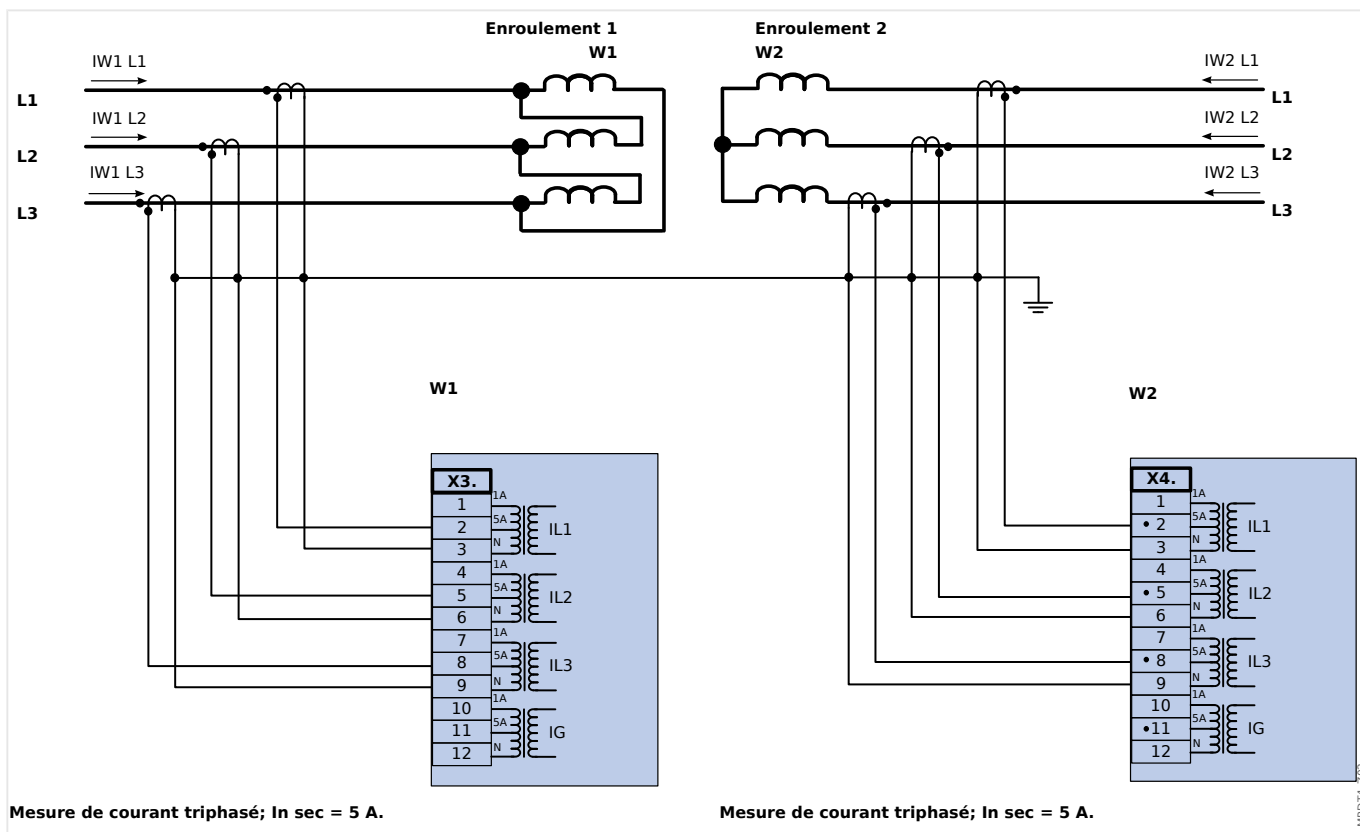 Enroulement 1
W1
Enroulement 2
W2
IW1 L1
L1
IW1 L2
L2
IW1 L3
L3
IW2 L1
L1
IW2 L2
L2
IW2 L3
L3
W1
X3.
1 1A
2 5A IL1
3 N
4 1A
5 5A IL2
6 N
7 1A
8 5A IL3
9 N
10 1A
11 5A IG
12 N
W2
X4.
1 1A
• 2 5A IL1
3 N
4 1A
• 5 5A IL2
6 N
7 1A
• 8 5A IL3
9 N
10 1A
•11 5A IG
12 N
Mesure de courant triphasé; In sec = 5 A.
Mesure de courant triphasé; In sec = 5 A.